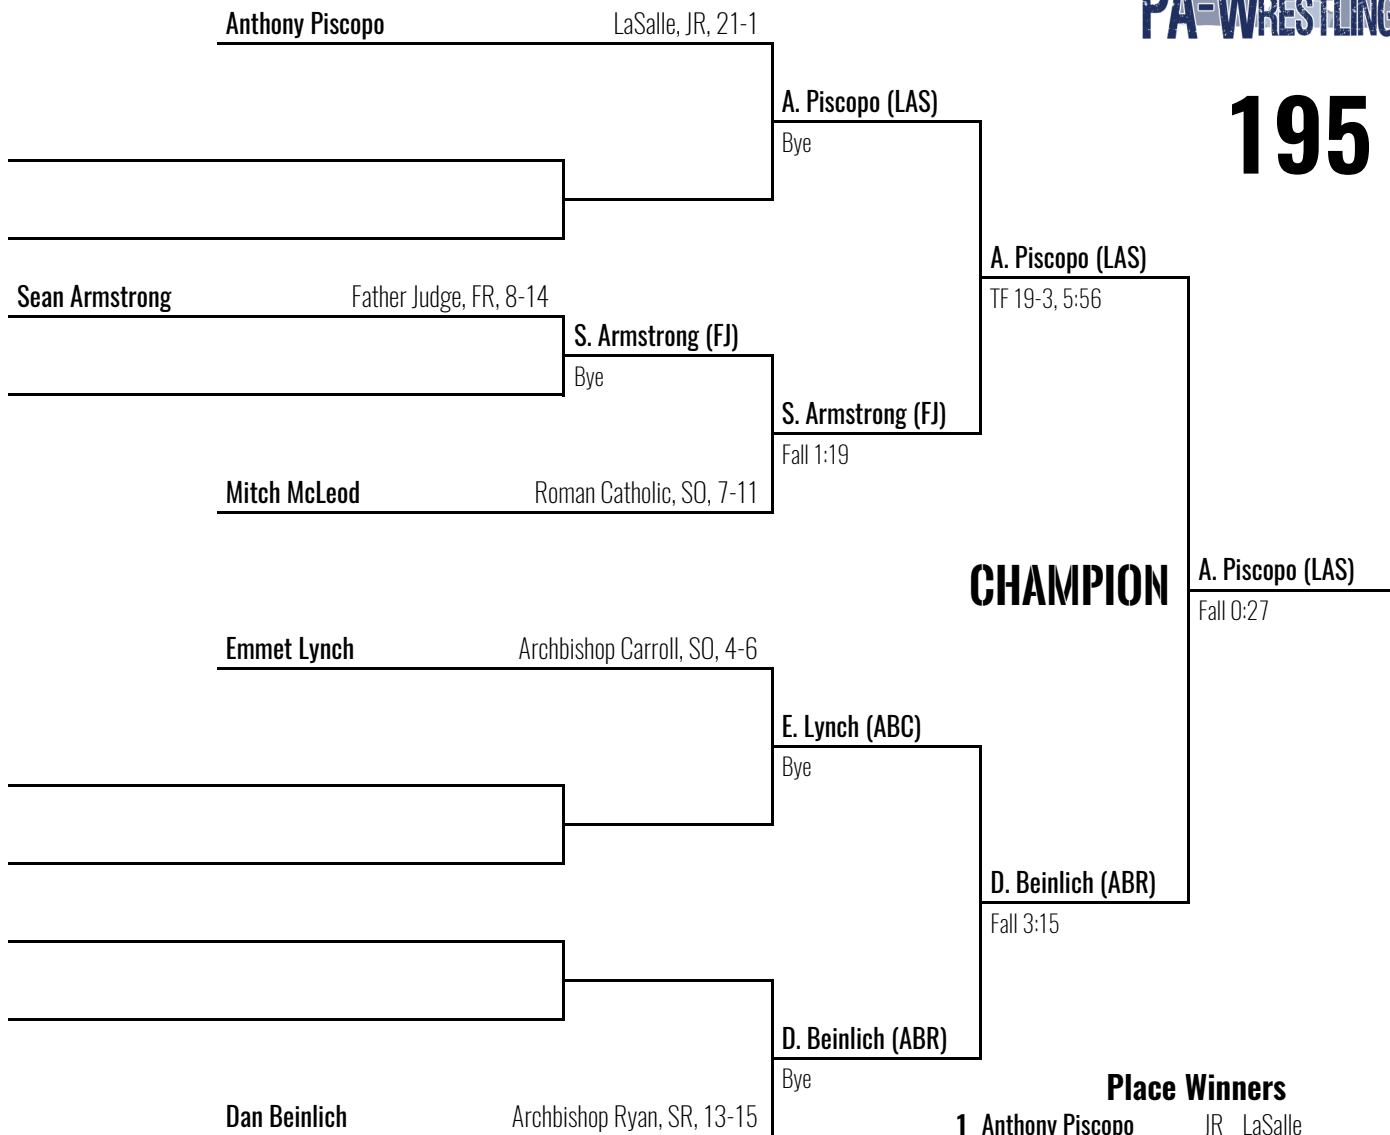 PA-WRESTLING
195
Anthony Piscopo LaSalle, JR, 21-1
A. Piscopo (LAS)
Bye
A. Piscopo (LAS)
TF 19-3, 5:56
Sean Armstrong Father Judge, FR, 8-14
S. Armstrong (FJ)
Bye
S. Armstrong (FJ)
Fall 1:19
Mitch McLeod Roman Catholic, SO, 7-11
CHAMPION
A. Piscopo (LAS)
Fall 0:27
Emmet Lynch Archbishop Carroll, SO, 4-6
E. Lynch (ABC)
Bye
D. Beinlich (ABR)
Fall 3:15
D. Beinlich (ABR)
Bye
Dan Beinlich Archbishop Ryan, SR, 13-15
Place Winners
1 Anthony Piscopo JR LaSalle